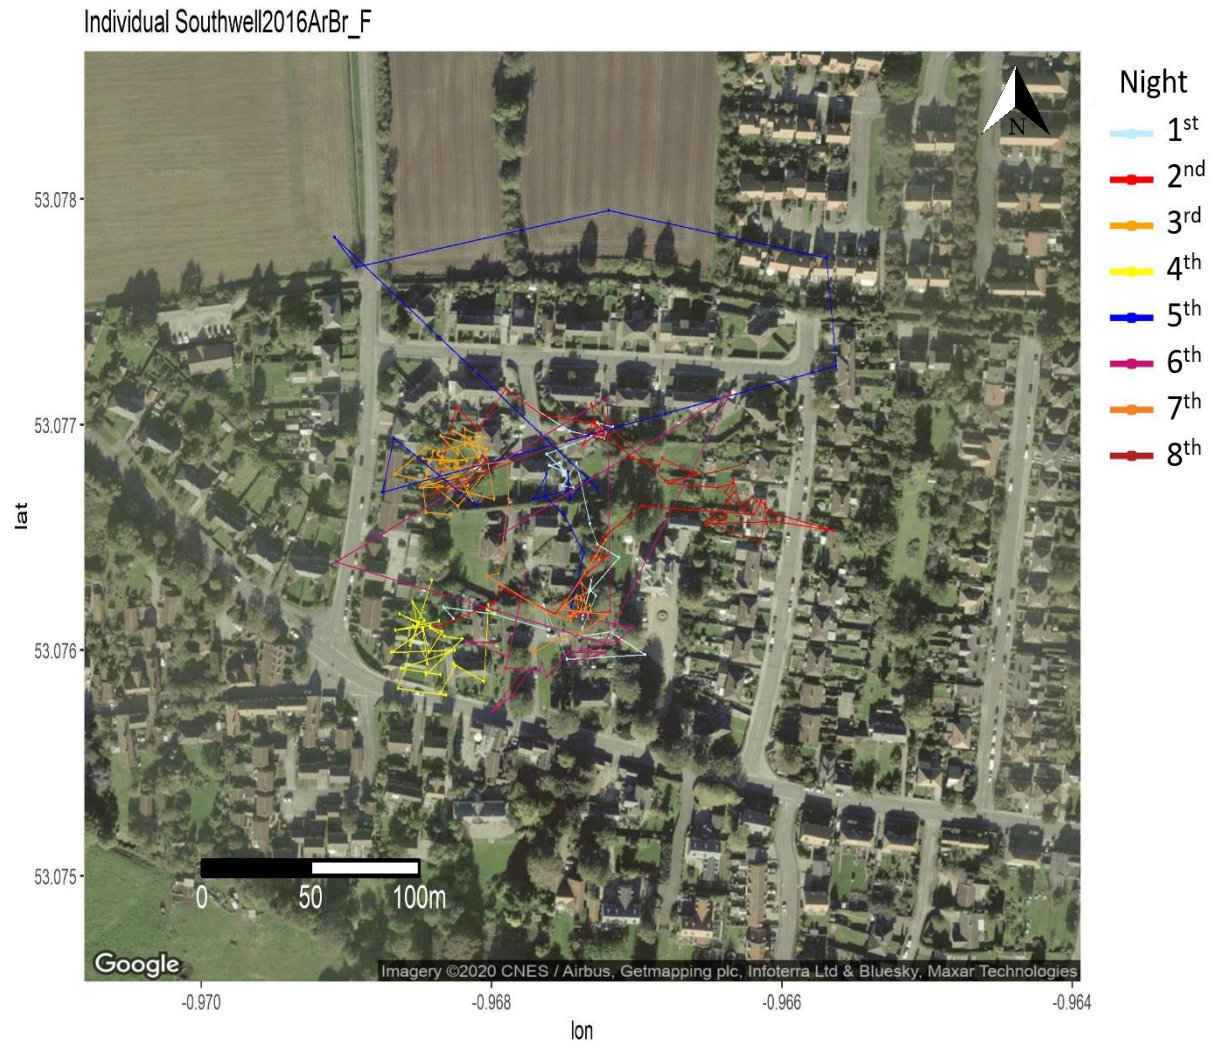 Individual Southwell2016ArBr_F
Night
1st
2nd
3rd
4th
5th
6th
7th
8th
N
53.078
53.077
53.076
53.075
lat
0 50 100m
Google
Imagery ©2020 CNES / Airbus, Getmapping plc, Infoterra Ltd & Bluesky, Maxar Technologies
-0.970 -0.968 -0.966 -0.964
lon